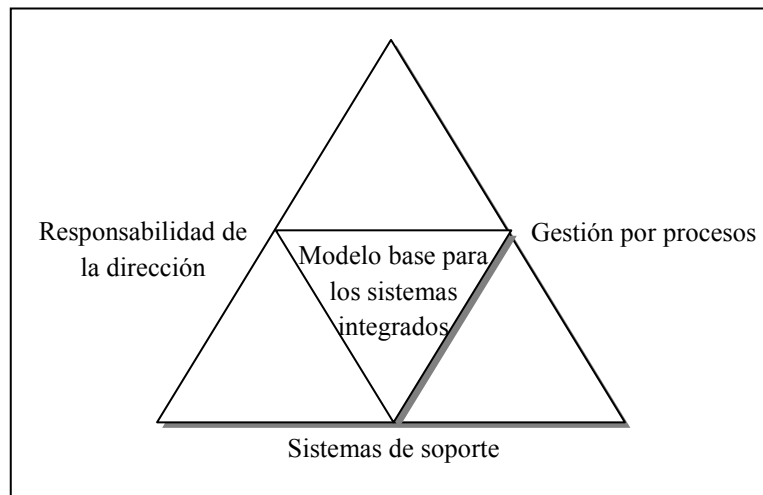 Responsabilidad de
la dirección
Gestión por procesos
Modelo base para
los sistemas
integrados
Sistemas de soporte